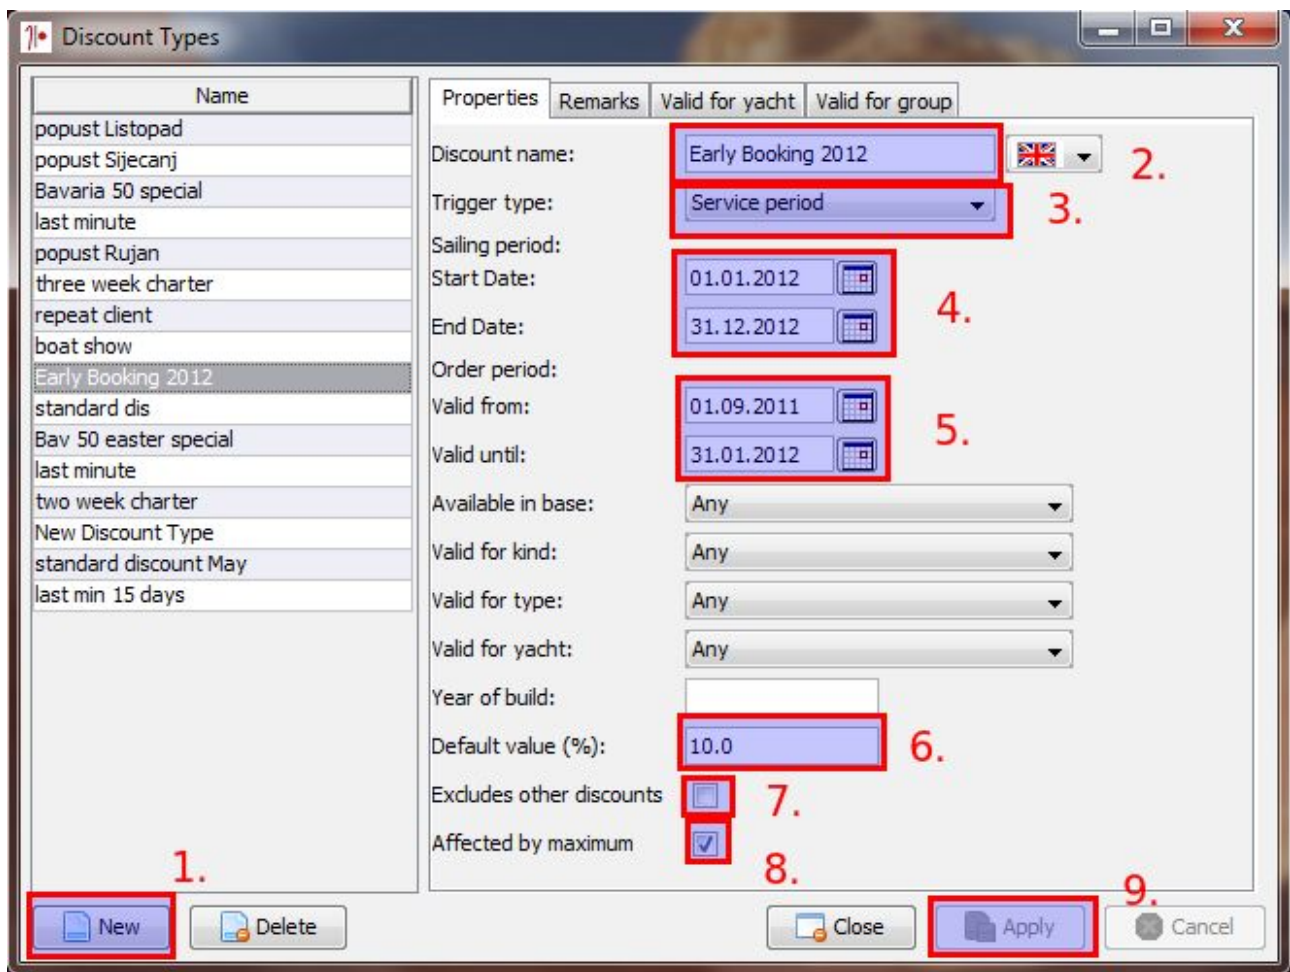 Discount Types
Name
popust Listopad
popust Sijecanj
Bavaria 50 special
last minute
popust Rujan
three week charter
repeat client
boat show
Early Booking 2012
standard dis
Bav 50 easter special
last minute
two week charter
New Discount Type
standard discount May
last min 15 days
Properties Remarks Valid for yacht Valid for group
Discount name: Early Booking 2012 2.
Trigger type: Service period 3.
Sailing period:
Start Date: 01.01.2012
4.
End Date: 31.12.2012
Order period:
Valid from: 01.09.2011
5.
Valid until: 31.01.2012
Available in base: Any
Valid for kind: Any
Valid for type: Any
Valid for yacht: Any
Year of build:
Default value (%): 10.0 6.
Excludes other discounts 7.
Affected by maximum 8.
1. 9.
New Delete Close Apply Cancel